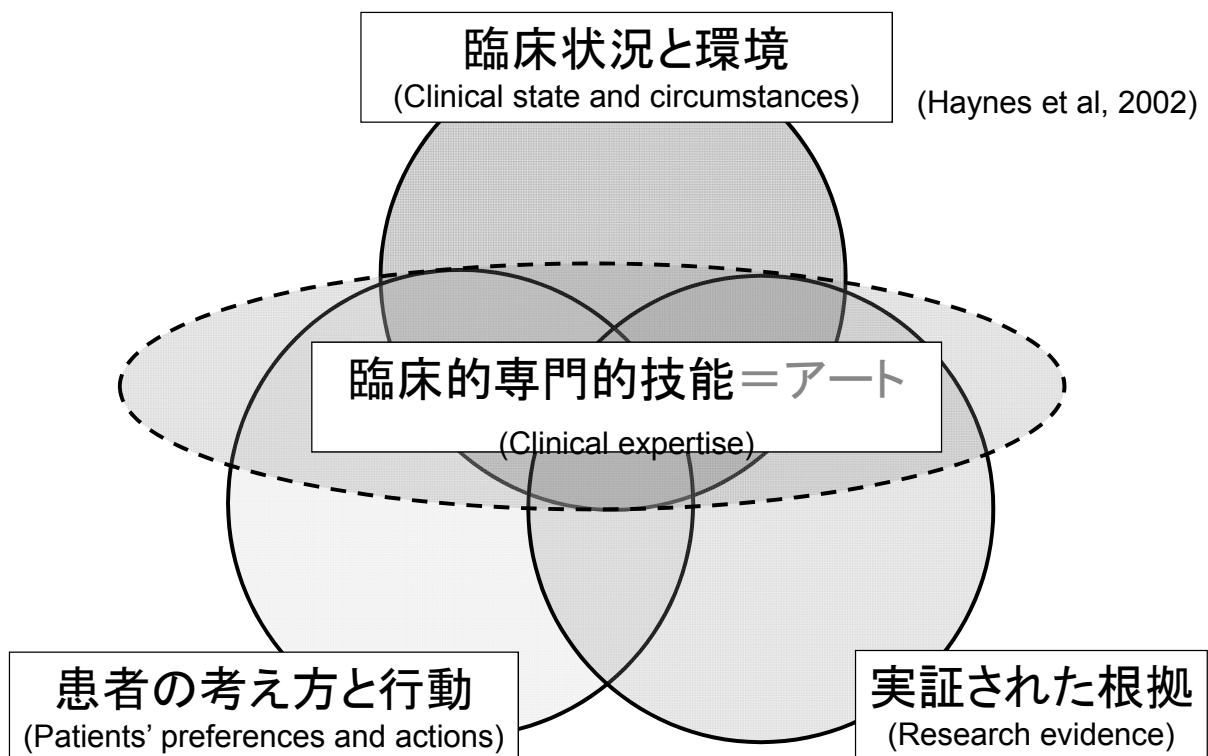 臨床状況と環境
(Clinical state and circumstances)
(Haynes et al, 2002)
臨床的専門的技能＝アート
(Clinical expertise)
患者の考え方と行動
(Patients’ preferences and actions)
実証された根拠
(Research evidence)